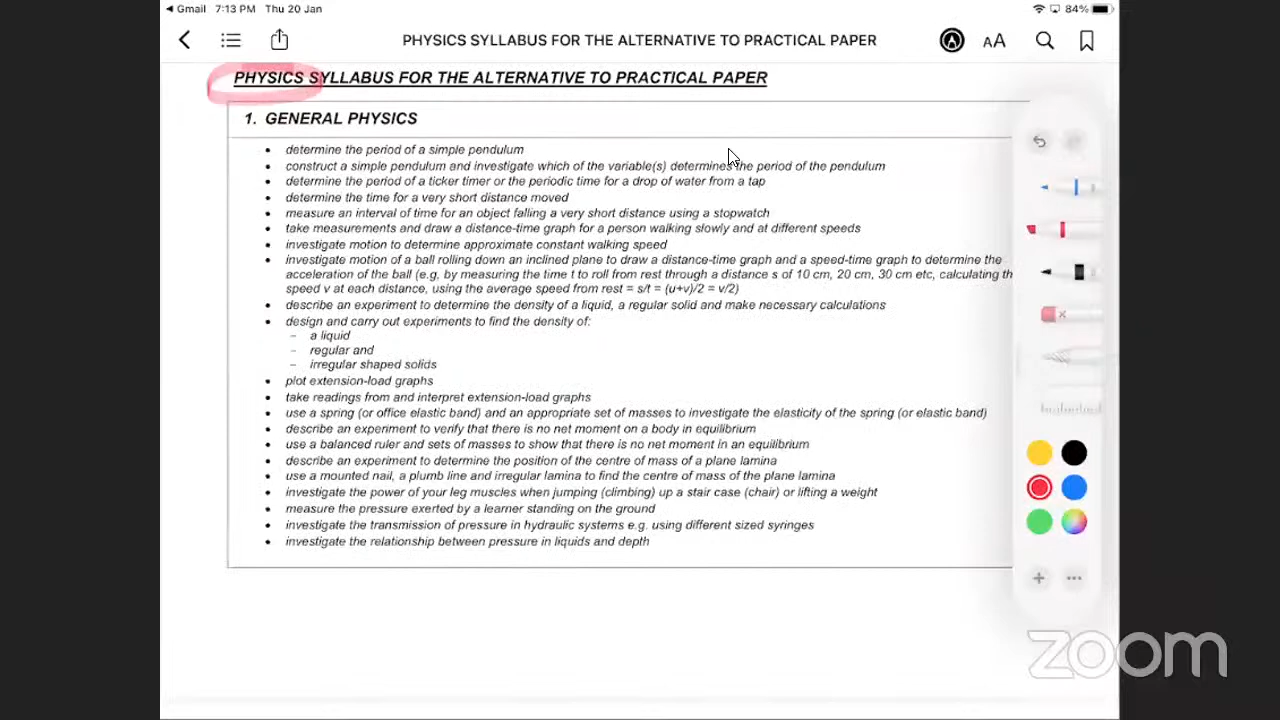 Gmail 7:13 PM Thu 20 Jan 84%
PHYSICS SYLLABUS FOR THE ALTERNATIVE TO PRACTICAL PAPER AA
PHYSICS SYLLABUS FOR THE ALTERNATIVE TO PRACTICAL PAPER
1. GENERAL PHYSICS
• determine the period of a simple pendulum
• construct a simple pendulum and investigate which of the variable(s) determines the period of the pendulum
• determine the period of a ticker timer or the periodic time for a drop of water from a tap
• determine the time for a very short distance moved
• measure an interval of time for an object falling a very short distance using a stopwatch
• take measurements and draw a distance-time graph for a person walking slowly and at different speeds
• investigate motion to determine approximate constant walking speed
• investigate motion of a ball rolling down an inclined plane to draw a distance-time graph and a speed-time graph to determine the
acceleration of the ball (e.g, by measuring the time t to roll from rest through a distance s of 10 cm, 20 cm, 30 cm etc, calculating th
speed v at each distance, using the average speed from rest = s/t = (u+v)/2 = v/2)
• describe an experiment to determine the density of a liquid, a regular solid and make necessary calculations
• design and carry out experiments to find the density of:
– a liquid
– regular and
– irregular shaped solids
• plot extension-load graphs
• take readings from and interpret extension-load graphs
• use a spring (or office elastic band) and an appropriate set of masses to investigate the elasticity of the spring (or elastic band)
• describe an experiment to verify that there is no net moment on a body in equilibrium
• use a balanced ruler and sets of masses to show that there is no net moment in an equilibrium
• describe an experiment to determine the position of the centre of mass of a plane lamina
• use a mounted nail, a plumb line and irregular lamina to find the centre of mass of the plane lamina
• investigate the power of your leg muscles when jumping (climbing) up a stair case (chair) or lifting a weight
• measure the pressure exerted by a learner standing on the ground
• investigate the transmission of pressure in hydraulic systems e.g. using different sized syringes
• investigate the relationship between pressure in liquids and depth
zoom